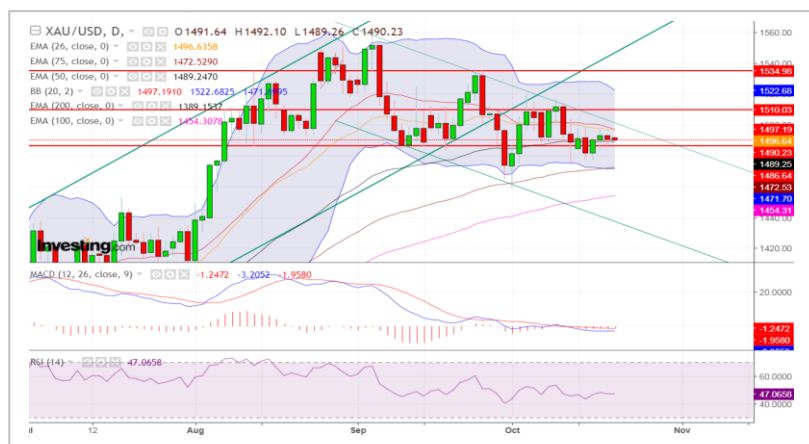 XAU/USD, D, O1491.64 H1492.10 L1489.26 C1490.23
EMA (26, close, 0) 1496.6358
EMA (75, close, 0) 1472.5290
EMA (50, close, 0) 1489.2470
BB (20, 2) 1497.1910 1522.6825 1471.6995
EMA (200, close, 0) 1389.1537
EMA (100, close, 0) 1454.3078
1560.00
1534.98
1522.68
1510.03
1497.19
1496.64
1490.23
1489.25
1486.64
1472.53
1471.70
1454.31
1440.00
1420.00
Investing.com
MACD (12, 26, close, 9) -1.2472 -3.2052 -1.9580
20.0000
-1.2472
-1.9580
RSI (14) 47.0658
60.0000
47.0658
40.0000
12 Aug Sep Oct Nov